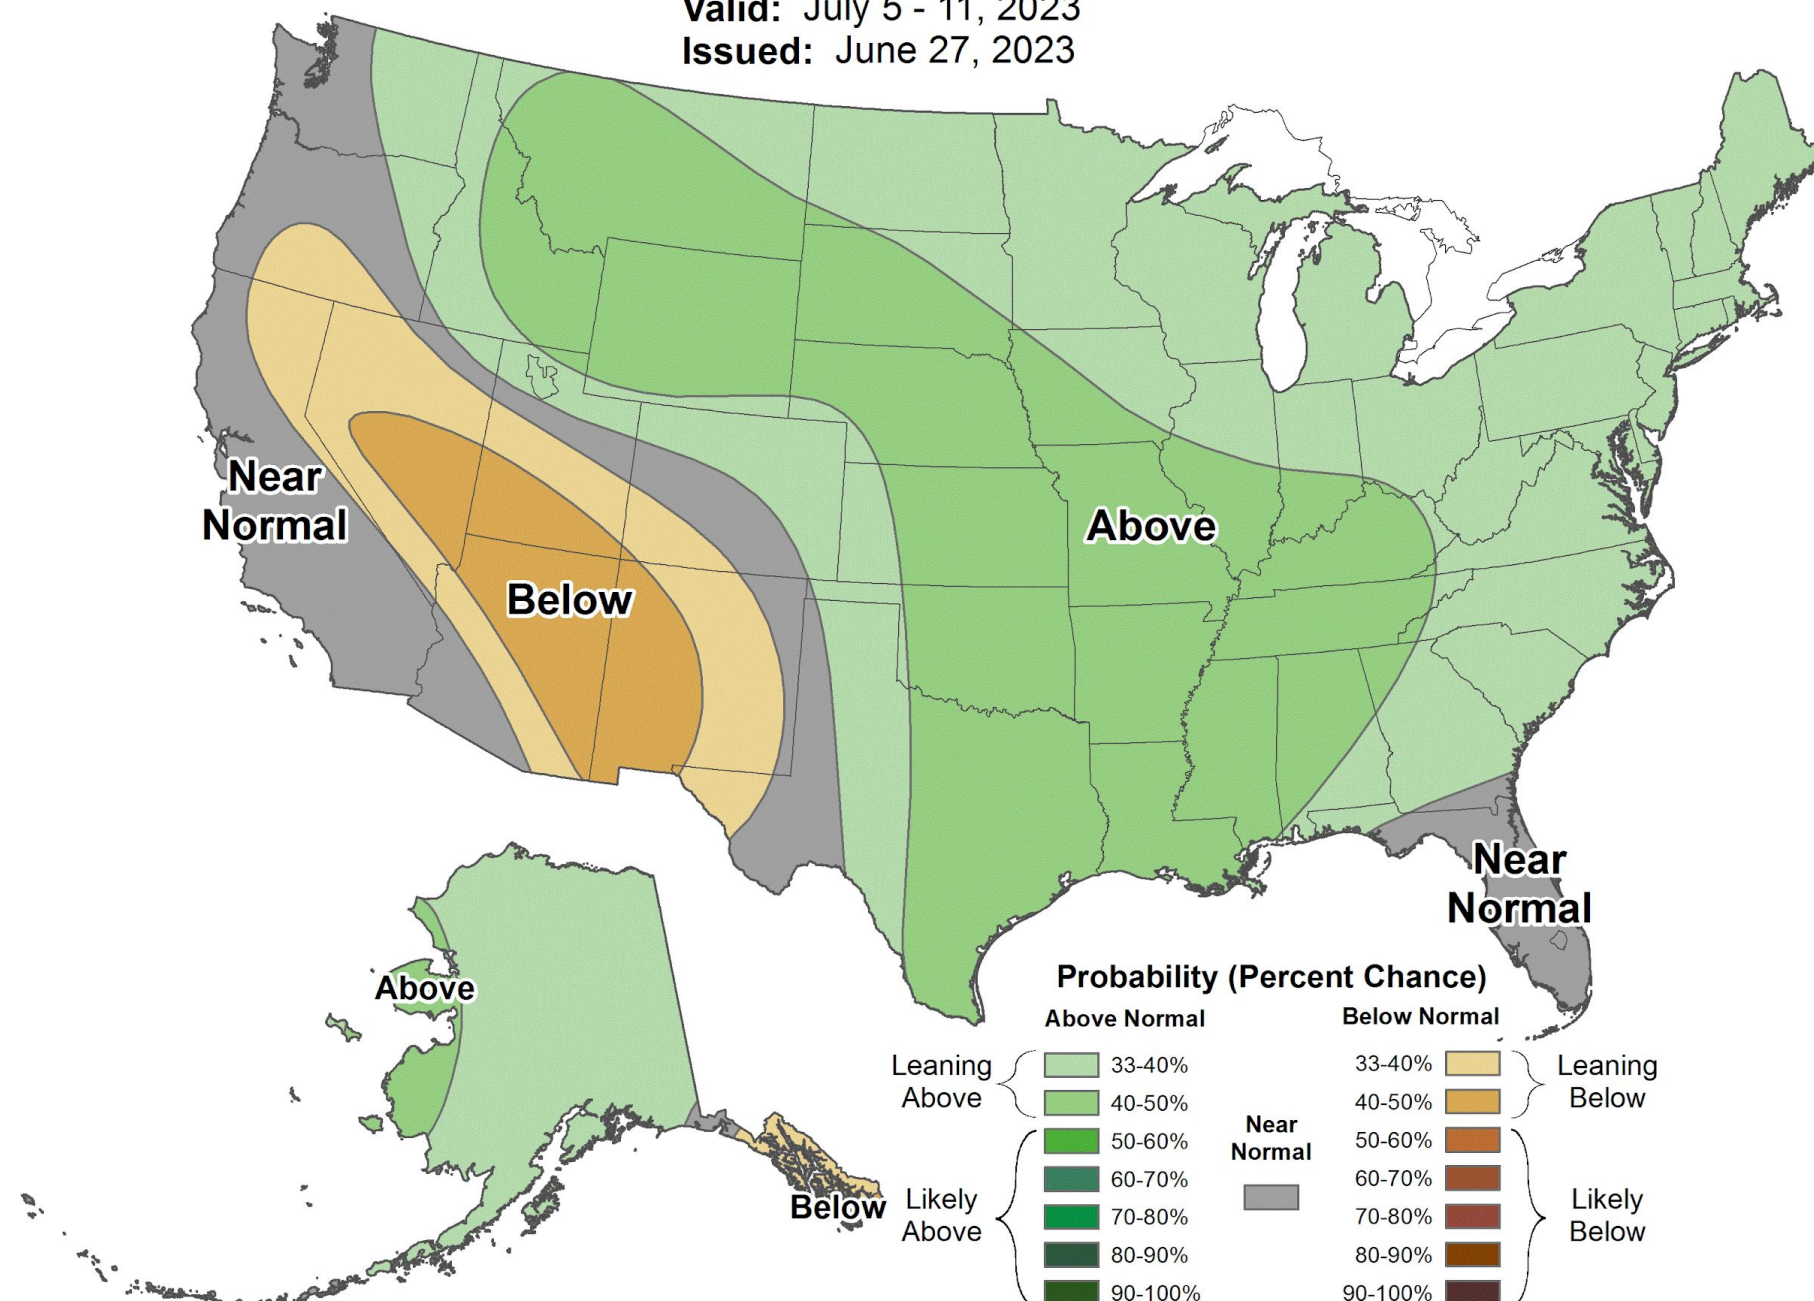 Valid: July 5 - 11, 2023
Issued: June 27, 2023
Near
Normal
Below
Above
Near
Normal
Above
Below
Probability (Percent Chance)
Above Normal
Below Normal
Leaning
Above
33-40%
40-50%
50-60%
60-70%
70-80%
80-90%
90-100%
Likely
Above
Near
Normal
33-40%
40-50%
50-60%
60-70%
70-80%
80-90%
90-100%
Leaning
Below
Likely
Below